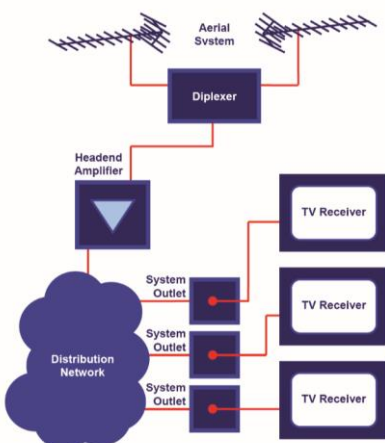 Aerial
System
Diplexer
Headend
Amplifier
TV Receiver
System
Outlet
TV Receiver
System
Outlet
Distribution
Network
System
Outlet
TV Receiver